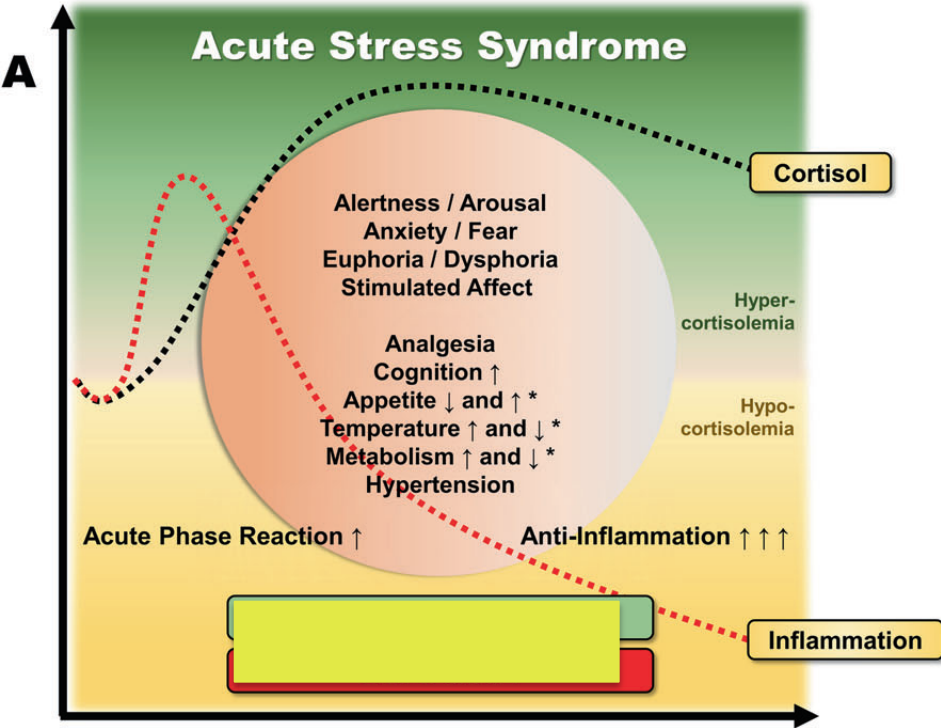 Acute Stress Syndrome
A
Cortisol
Alertness / Arousal
Anxiety / Fear
Euphoria / Dysphoria
Stimulated Affect
Hyper-
cortisolemia
Analgesia
Cognition ↑
Appetite ↓ and ↑ *
Temperature ↑ and ↓ *
Metabolism ↑ and ↓ *
Hypertension
Hypo-
cortisolemia
Acute Phase Reaction ↑
Anti-Inflammation ↑ ↑ ↑
Inflammation